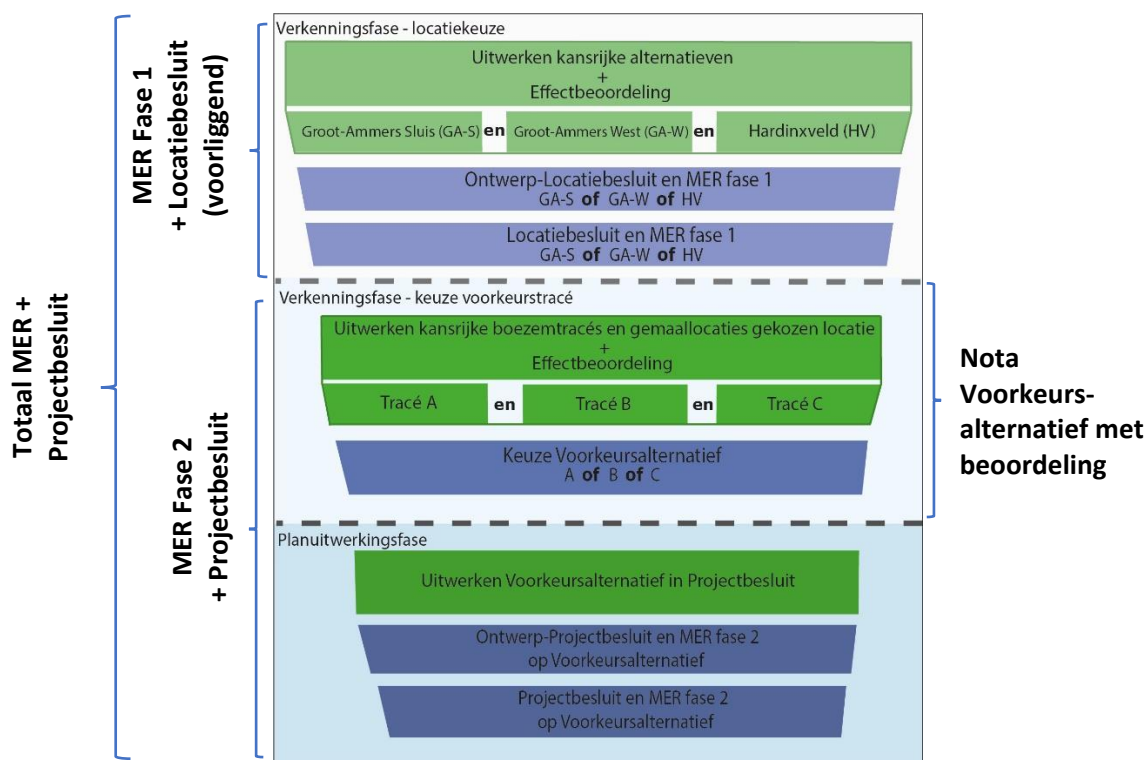 Totaal MER +
Projectbesluit
MER Fase 1
+ Locatiebesluit
(voorliggend)
Verkenningsfase - locatiekeuze
Uitwerken kansrijke alternatieven
+
Effectbeoordeling
Groot-Ammers Sluis (GA-S) en Groot-Ammers West (GA-W) en Hardinxveld (HV)
Ontwerp-Locatiebesluit en MER fase 1
GA-S of GA-W of HV
Locatiebesluit en MER fase 1
GA-S of GA-W of HV
MER Fase 2
+ Projectbesluit
Verkenningsfase - keuze voorkeurstracé
Uitwerken kansrijke boezemtracés en gemaallocaties gekozen locatie
+
Effectbeoordeling
Tracé A en Tracé B en Tracé C
Keuze Voorkeursalternatief
A of B of C
Nota
Voorkeurs-
alternatief met
beoordeling
Planuitwerkingsfase
Uitwerken Voorkeursalternatief in Projectbesluit
Ontwerp-Projectbesluit en MER fase 2
op Voorkeursalternatief
Projectbesluit en MER fase 2
op Voorkeursalternatief